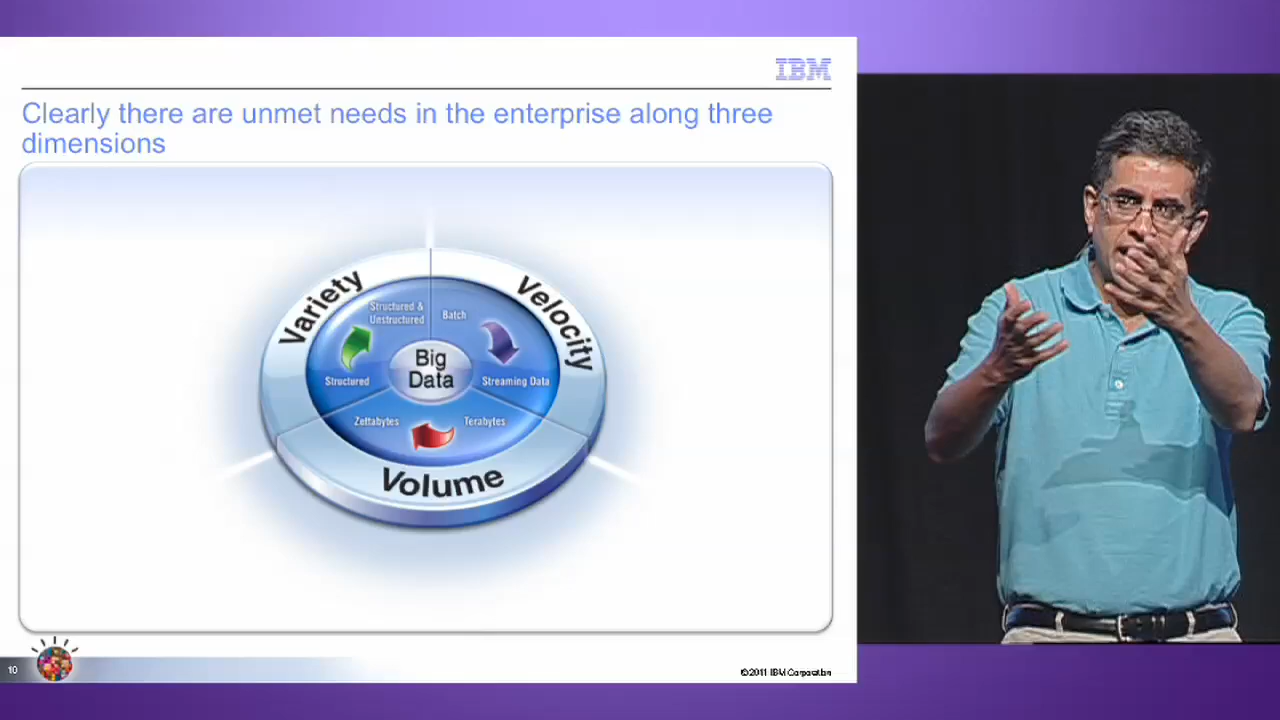 IBM
Clearly there are unmet needs in the enterprise along three
dimensions
Variety
Velocity
Structured &
Unstructured
Batch
Big
Data
Structured
Streaming Data
Zettabytes
Terabytes
Volume
10
©2011 IBM Corporation